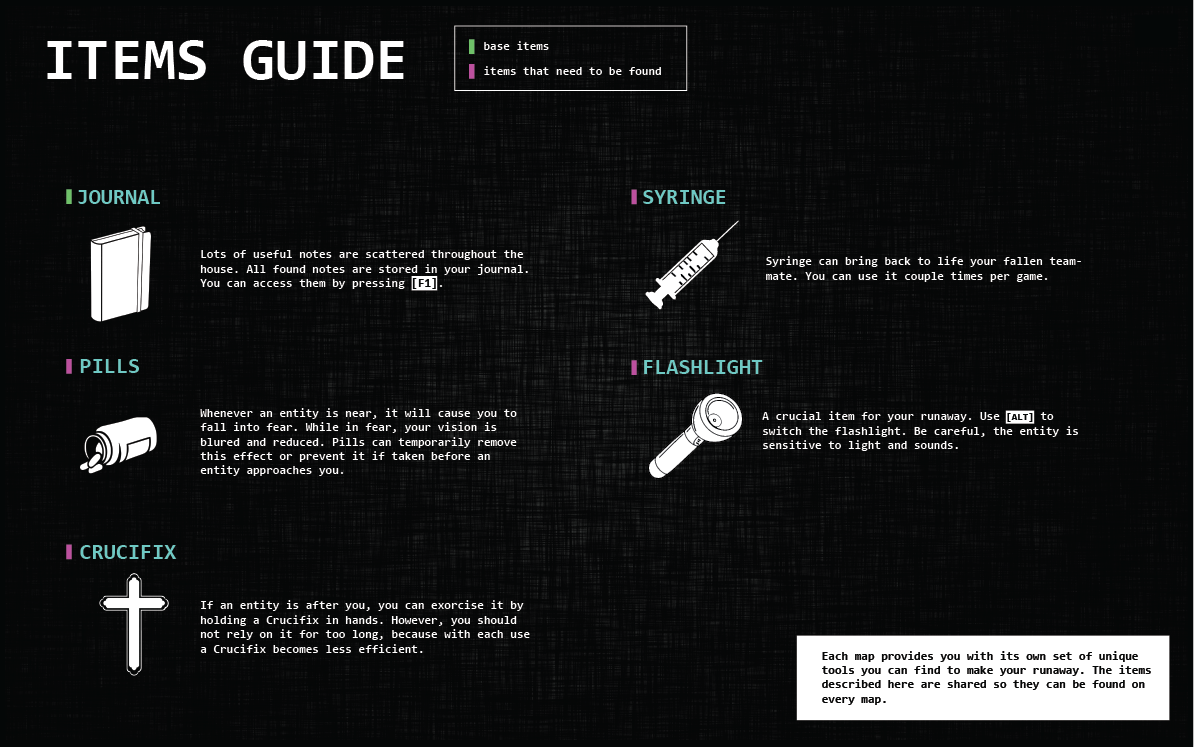 ITEMS GUIDE
base items
items that need to be found
JOURNAL
Lots of useful notes are scattered throughout the
house. All found notes are stored in your journal.
You can access them by pressing [F1].
PILLS
Whenever an entity is near, it will cause you to
fall into fear. While in fear, your vision is
blured and reduced. Pills can temporarily remove
this effect or prevent it if taken before an
entity approaches you.
CRUCIFIX
If an entity is after you, you can exorcise it by
holding a Crucifix in hands. However, you should
not rely on it for too long, because with each use
a Crucifix becomes less efficient.
SYRINGE
Syringe can bring back to life your fallen team-
mate. You can use it couple times per game.
FLASHLIGHT
A crucial item for your runaway. Use [ALT] to
switch the flashlight. Be careful, the entity is
sensitive to light and sounds.
Each map provides you with its own set of unique
tools you can find to make your runaway. The items
described here are shared so they can be found on
every map.